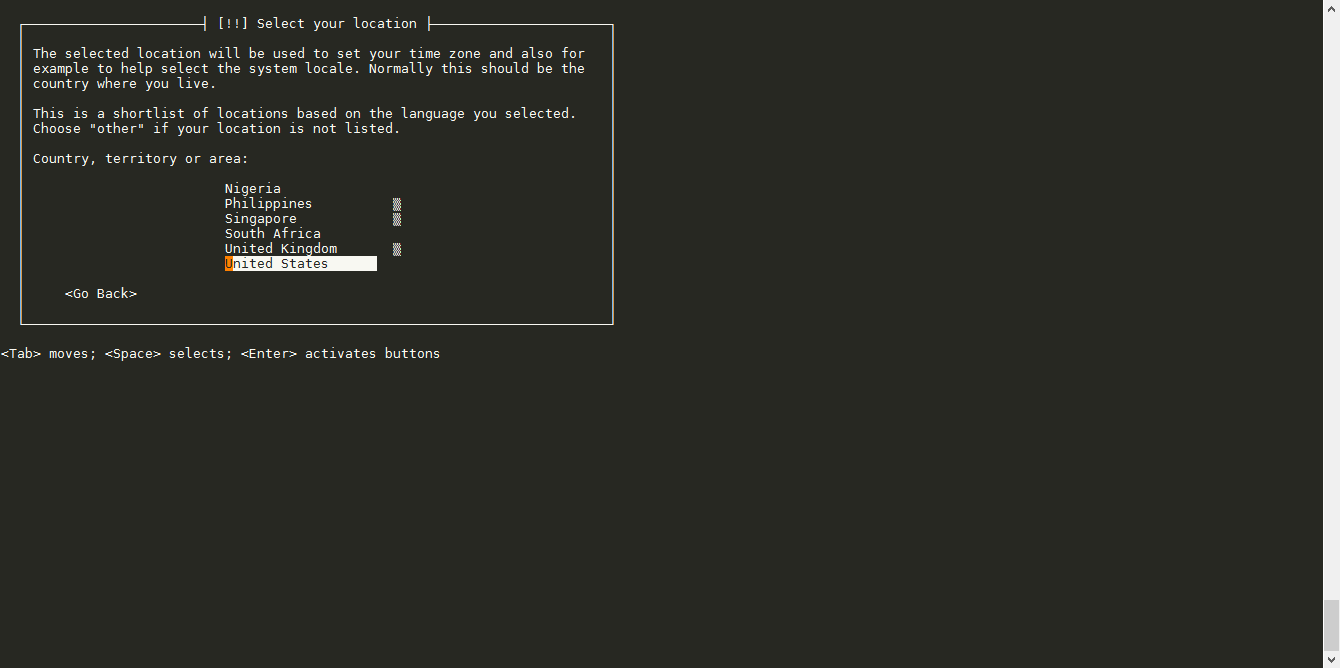 [!!] Select your location
The selected location will be used to set your time zone and also for
example to help select the system locale. Normally this should be the
country where you live.
This is a shortlist of locations based on the language you selected.
Choose "other" if your location is not listed.
Country, territory or area:
Nigeria
Philippines
Singapore
South Africa
United Kingdom
United States
<Go Back>
<Tab> moves; <Space> selects; <Enter> activates buttons